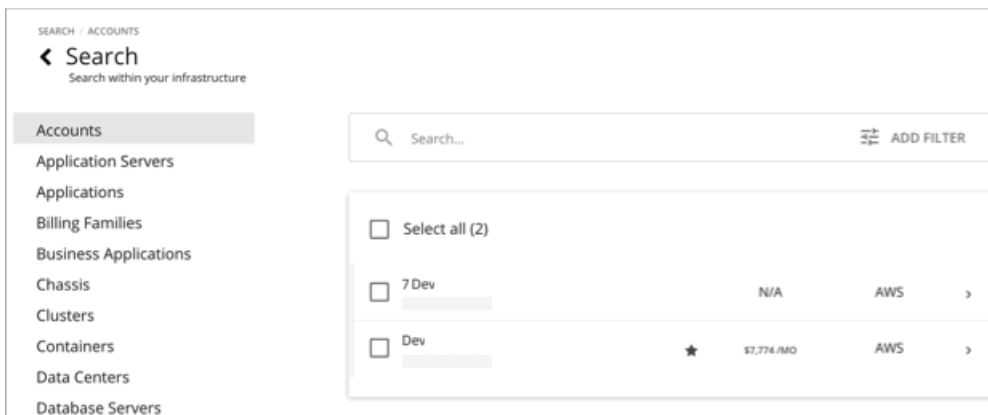 SEARCH / ACCOUNTS
Search
Search within your infrastructure
Accounts
Application Servers
Applications
Billing Families
Business Applications
Chassis
Clusters
Containers
Data Centers
Database Servers
Search...
ADD FILTER
Select all (2)
7 Dev
N/A AWS
Dev
$7,774 /MO AWS